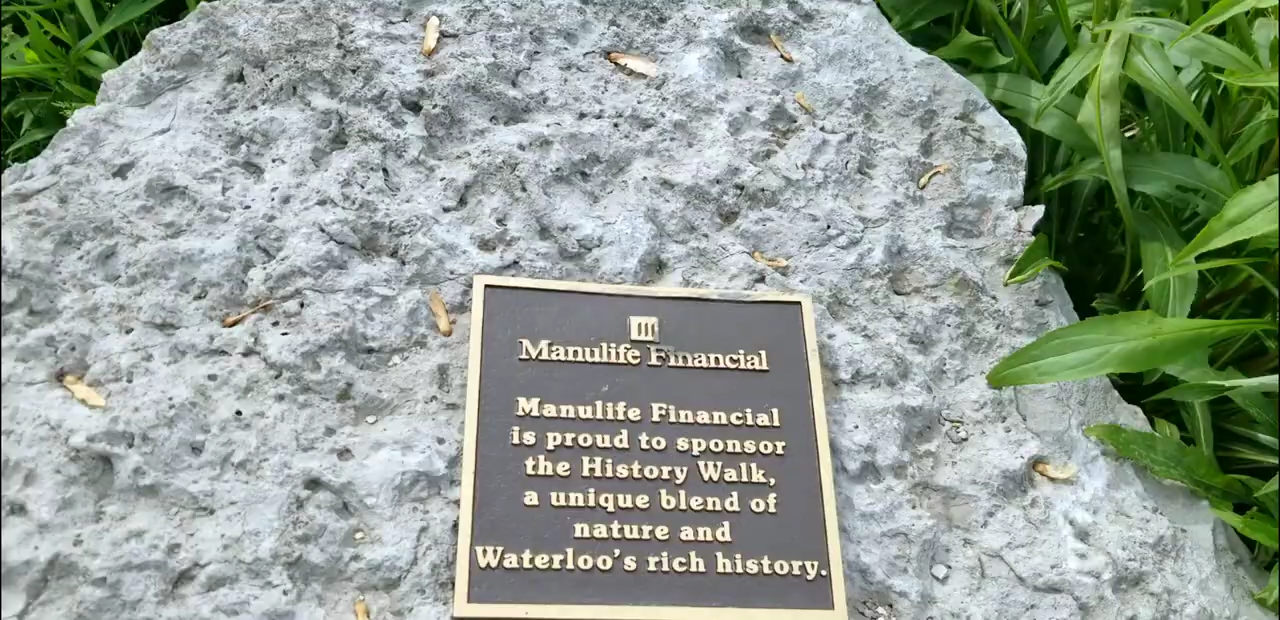 Manulife Financial
Manulife Financial
is proud to sponsor
the History Walk,
a unique blend of
nature and
Waterloo's rich history.